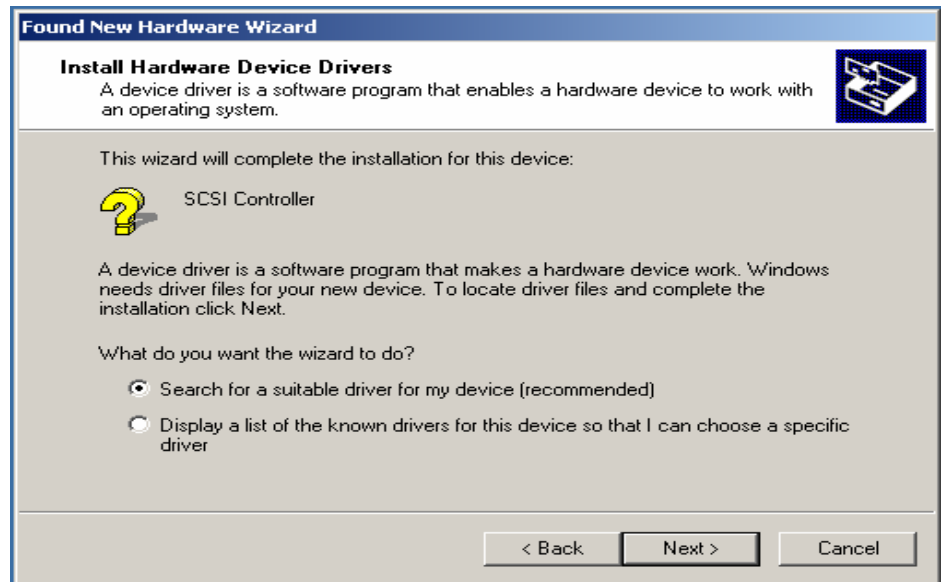 Found New Hardware Wizard
Install Hardware Device Drivers
A device driver is a software program that enables a hardware device to work with
an operating system.
This wizard will complete the installation for this device:
SCSI Controller
A device driver is a software program that makes a hardware device work. Windows
needs driver files for your new device. To locate driver files and complete the
installation click Next.
What do you want the wizard to do?
Search for a suitable driver for my device (recommended)
Display a list of the known drivers for this device so that I can choose a specific
driver
< Back Next > Cancel